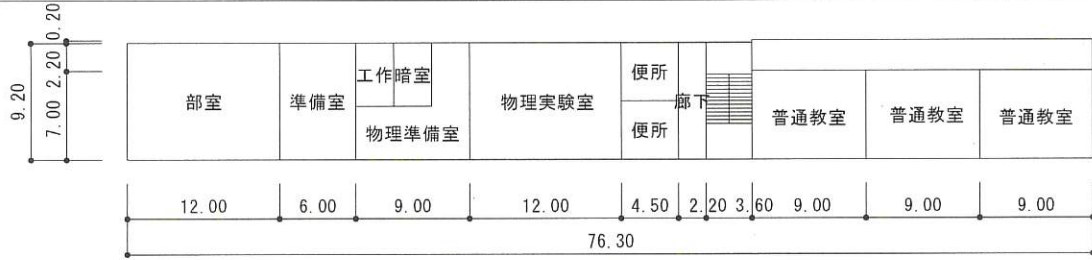 0.20
2.20
7.00
9.20
部室
準備室
工作
暗室
物理準備室
物理実験室
便所
便所
廊下
普通教室
普通教室
普通教室
12.00
6.00
9.00
12.00
4.50
2.20
3.60
9.00
9.00
9.00
76.30